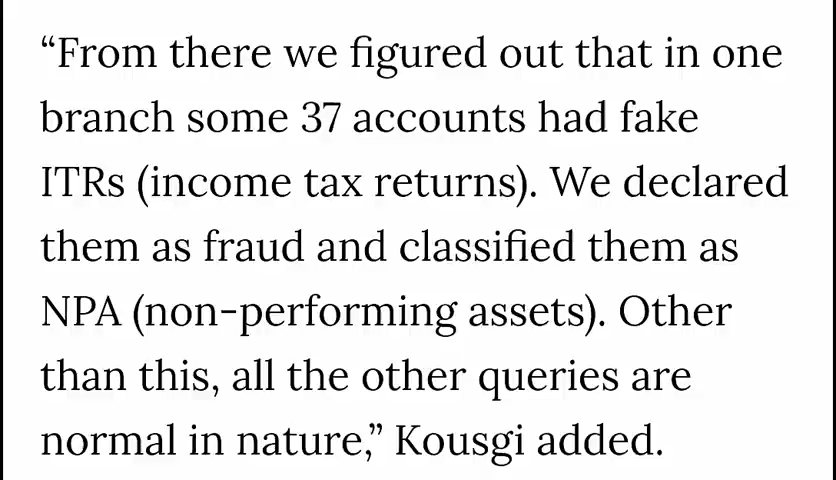 “From there we figured out that in one
branch some 37 accounts had fake
ITRs (income tax returns). We declared
them as fraud and classified them as
NPA (non-performing assets). Other
than this, all the other queries are
normal in nature,” Kousgi added.